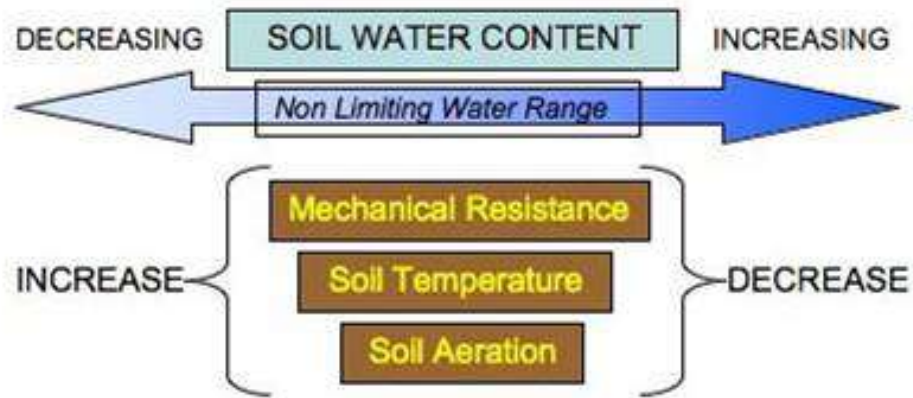 DECREASING
SOIL WATER CONTENT
INCREASING
Non Limiting Water Range
Mechanical Resistance
INCREASE
Soil Temperature
DECREASE
Soil Aeration